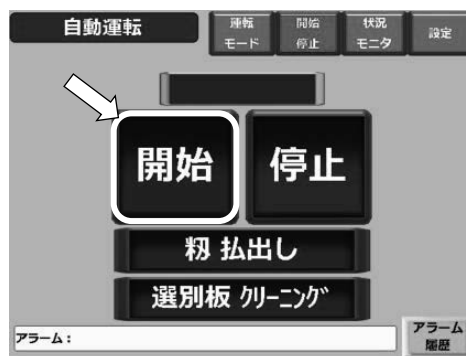 自動運転
運転
モード
開始
停止
状況
モニタ
設定
開始
停止
籾 払出し
選別板 ｸﾘｰﾆﾝｸﾞ
アラーム：
アラーム
履歴